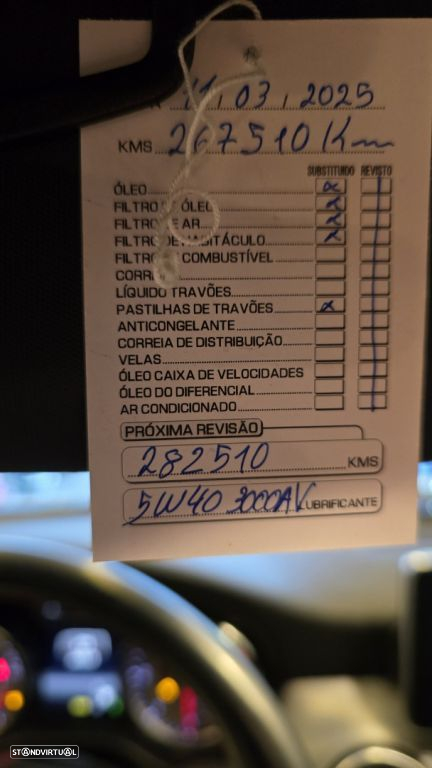 11 / 03 / 2025
KMS 267510 Km
SUBSTITUÍDO REVISTO
ÓLEO x
FILTRO DE ÓLEO x
FILTRO DE AR x
FILTRO DE HABITÁCULO x
FILTRO DE COMBUSTÍVEL
CORREIA
LÍQUIDO TRAVÕES
PASTILHAS DE TRAVÕES x
ANTICONGELANTE
CORREIA DE DISTRIBUIÇÃO
VELAS
ÓLEO CAIXA DE VELOCIDADES
ÓLEO DO DIFERENCIAL
AR CONDICIONADO
PRÓXIMA REVISÃO
282510 KMS
5W40 3000AV LUBRIFICANTE
STANDVIRTUAL